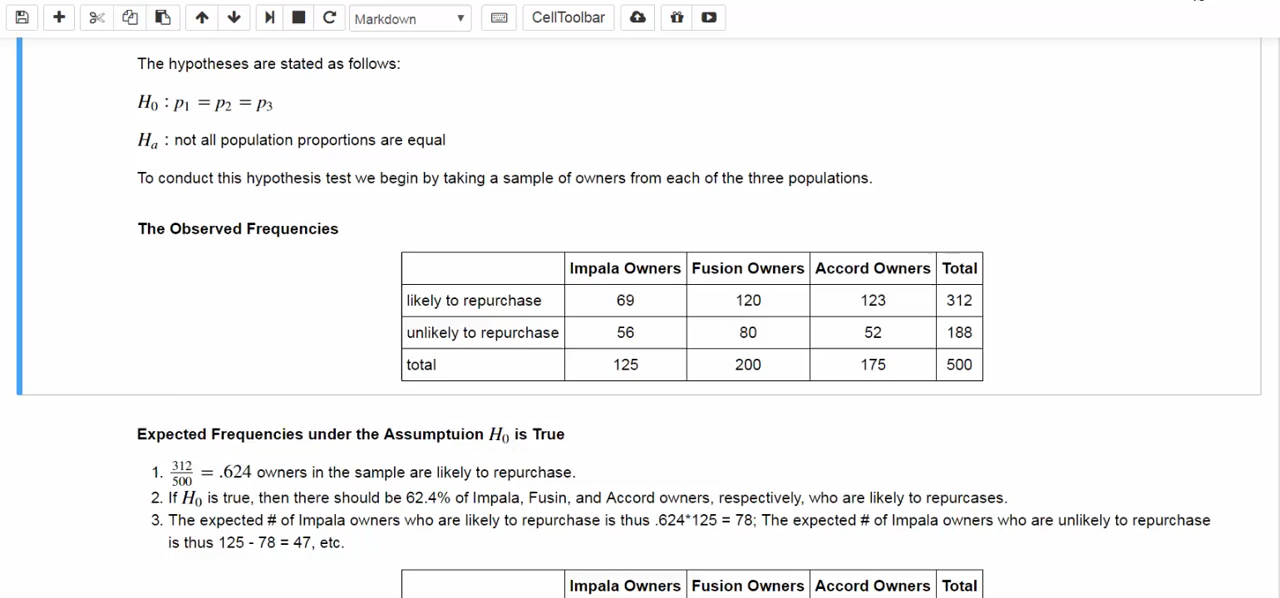 Markdown CellToolbar
The hypotheses are stated as follows:
H0 : p1 = p2 = p3
Ha : not all population proportions are equal
To conduct this hypothesis test we begin by taking a sample of owners from each of the three populations.
The Observed Frequencies
Impala Owners Fusion Owners Accord Owners Total
likely to repurchase 69 120 123 312
unlikely to repurchase 56 80 52 188
total 125 200 175 500
Expected Frequencies under the Assumptuion H0 is True
1. 312/500 = .624 owners in the sample are likely to repurchase.
2. If H0 is true, then there should be 62.4% of Impala, Fusin, and Accord owners, respectively, who are likely to repurcases.
3. The expected # of Impala owners who are likely to repurchase is thus .624*125 = 78; The expected # of Impala owners who are unlikely to repurchase
is thus 125 - 78 = 47, etc.
Impala Owners Fusion Owners Accord Owners Total